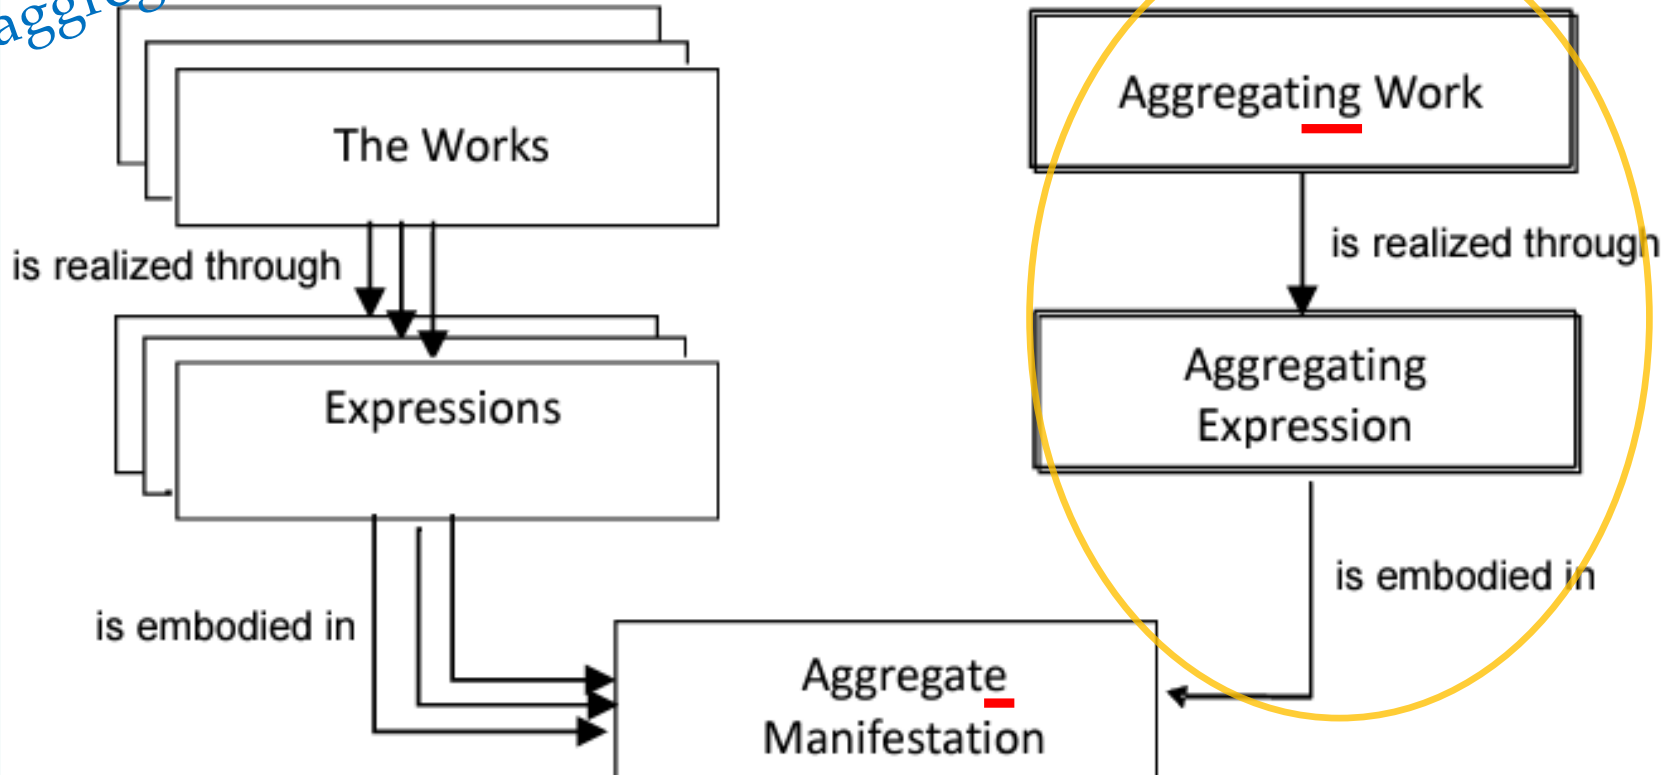 The Works
Aggregating Work
is realized through
is realized through
Expressions
Aggregating
Expression
is embodied in
is embodied in
Aggregate
Manifestation